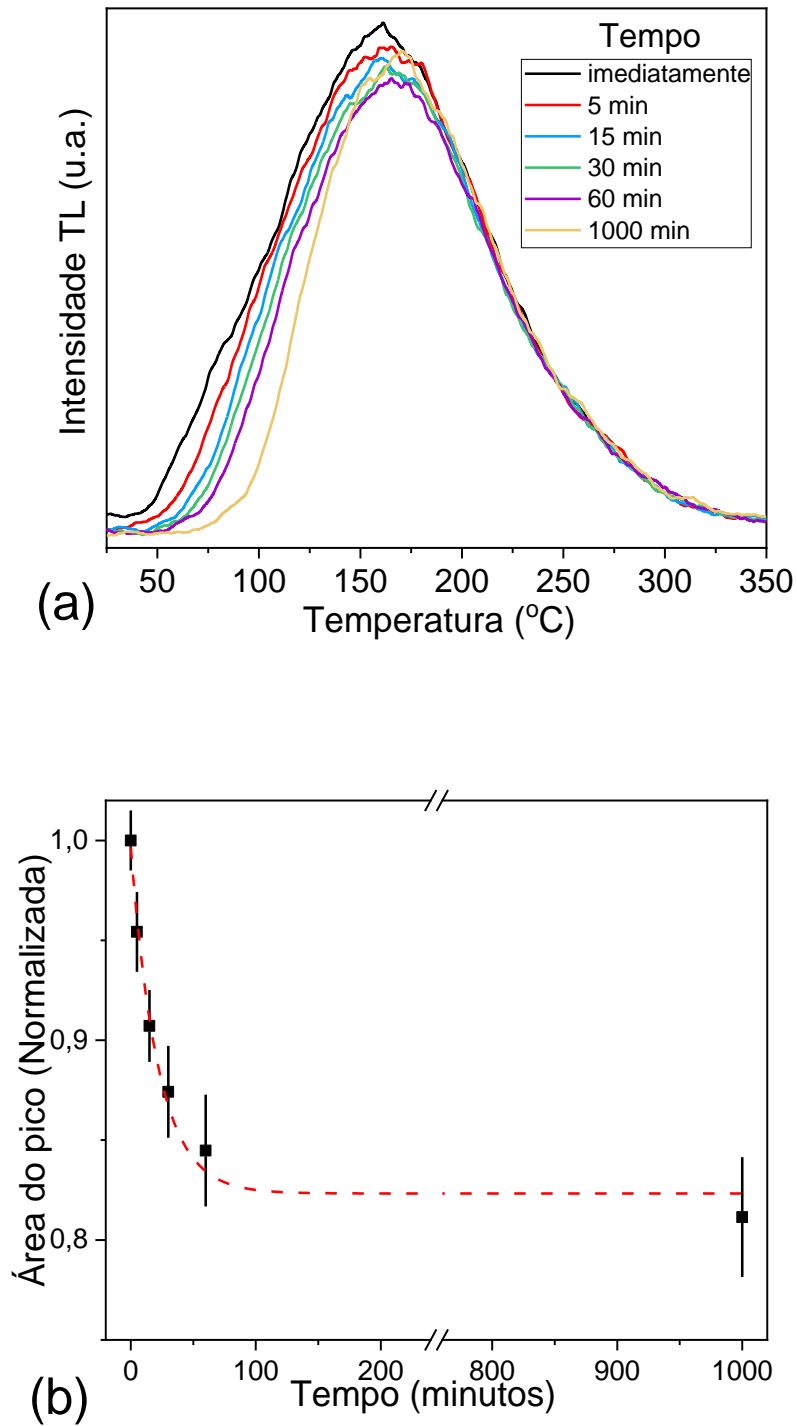 Tempo
imediatamente
5 min
15 min
30 min
60 min
1000 min
Intensidade TL (u.a.)
50 100 150 200 250 300 350
(a)
Temperatura (°C)
1,0
0,9
0,8
Área do pico (Normalizada)
0 100 200 800 900 1000
(b)
Tempo (minutos)